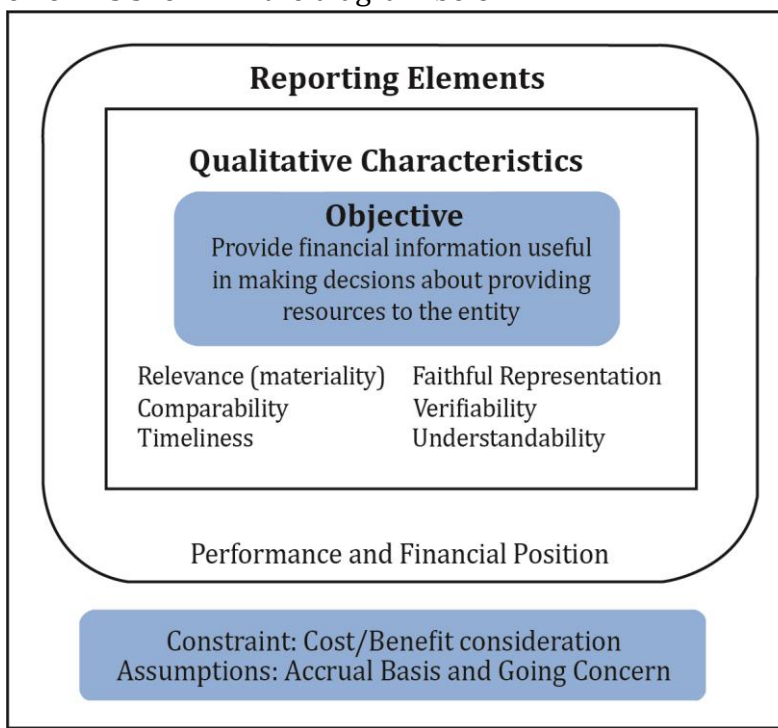 Reporting Elements
Qualitative Characteristics
Objective
Provide financial information useful
in making decsions about providing
resources to the entity
Relevance (materiality) Faithful Representation
Comparability Verifiability
Timeliness Understandability
Performance and Financial Position
Constraint: Cost/Benefit consideration
Assumptions: Accrual Basis and Going Concern